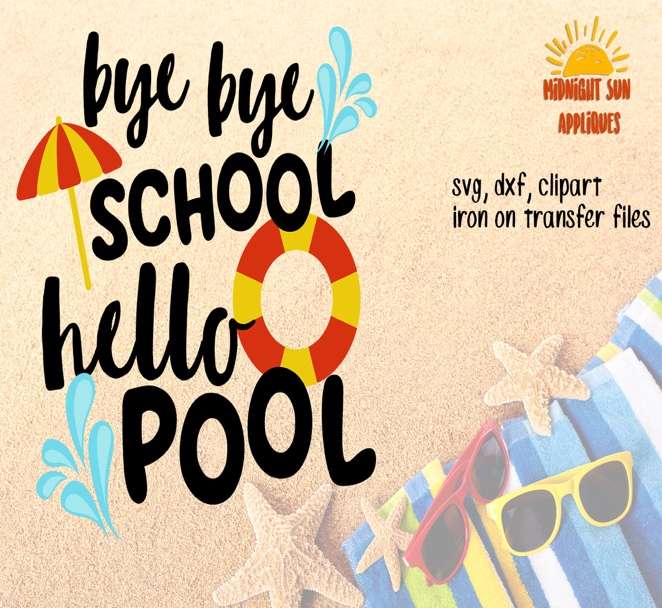 bye bye
SCHOOL
hello
POOL
MIDNIGHT SUN
APPLIQUES
svg, dxf, clipart
iron on transfer files